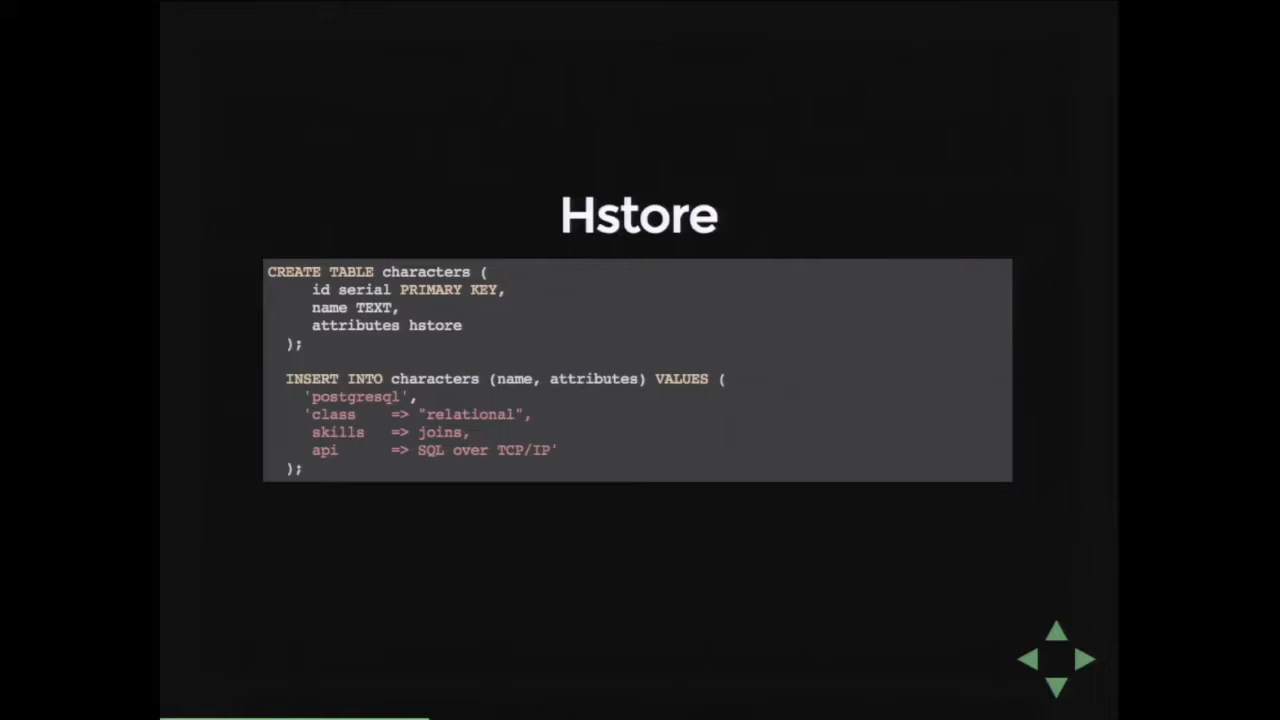 Hstore
CREATE TABLE characters (
id serial PRIMARY KEY,
name TEXT,
attributes hstore
);
INSERT INTO characters (name, attributes) VALUES (
'postgresql',
'class => "relational",
skills => joins,
api => SQL over TCP/IP'
);